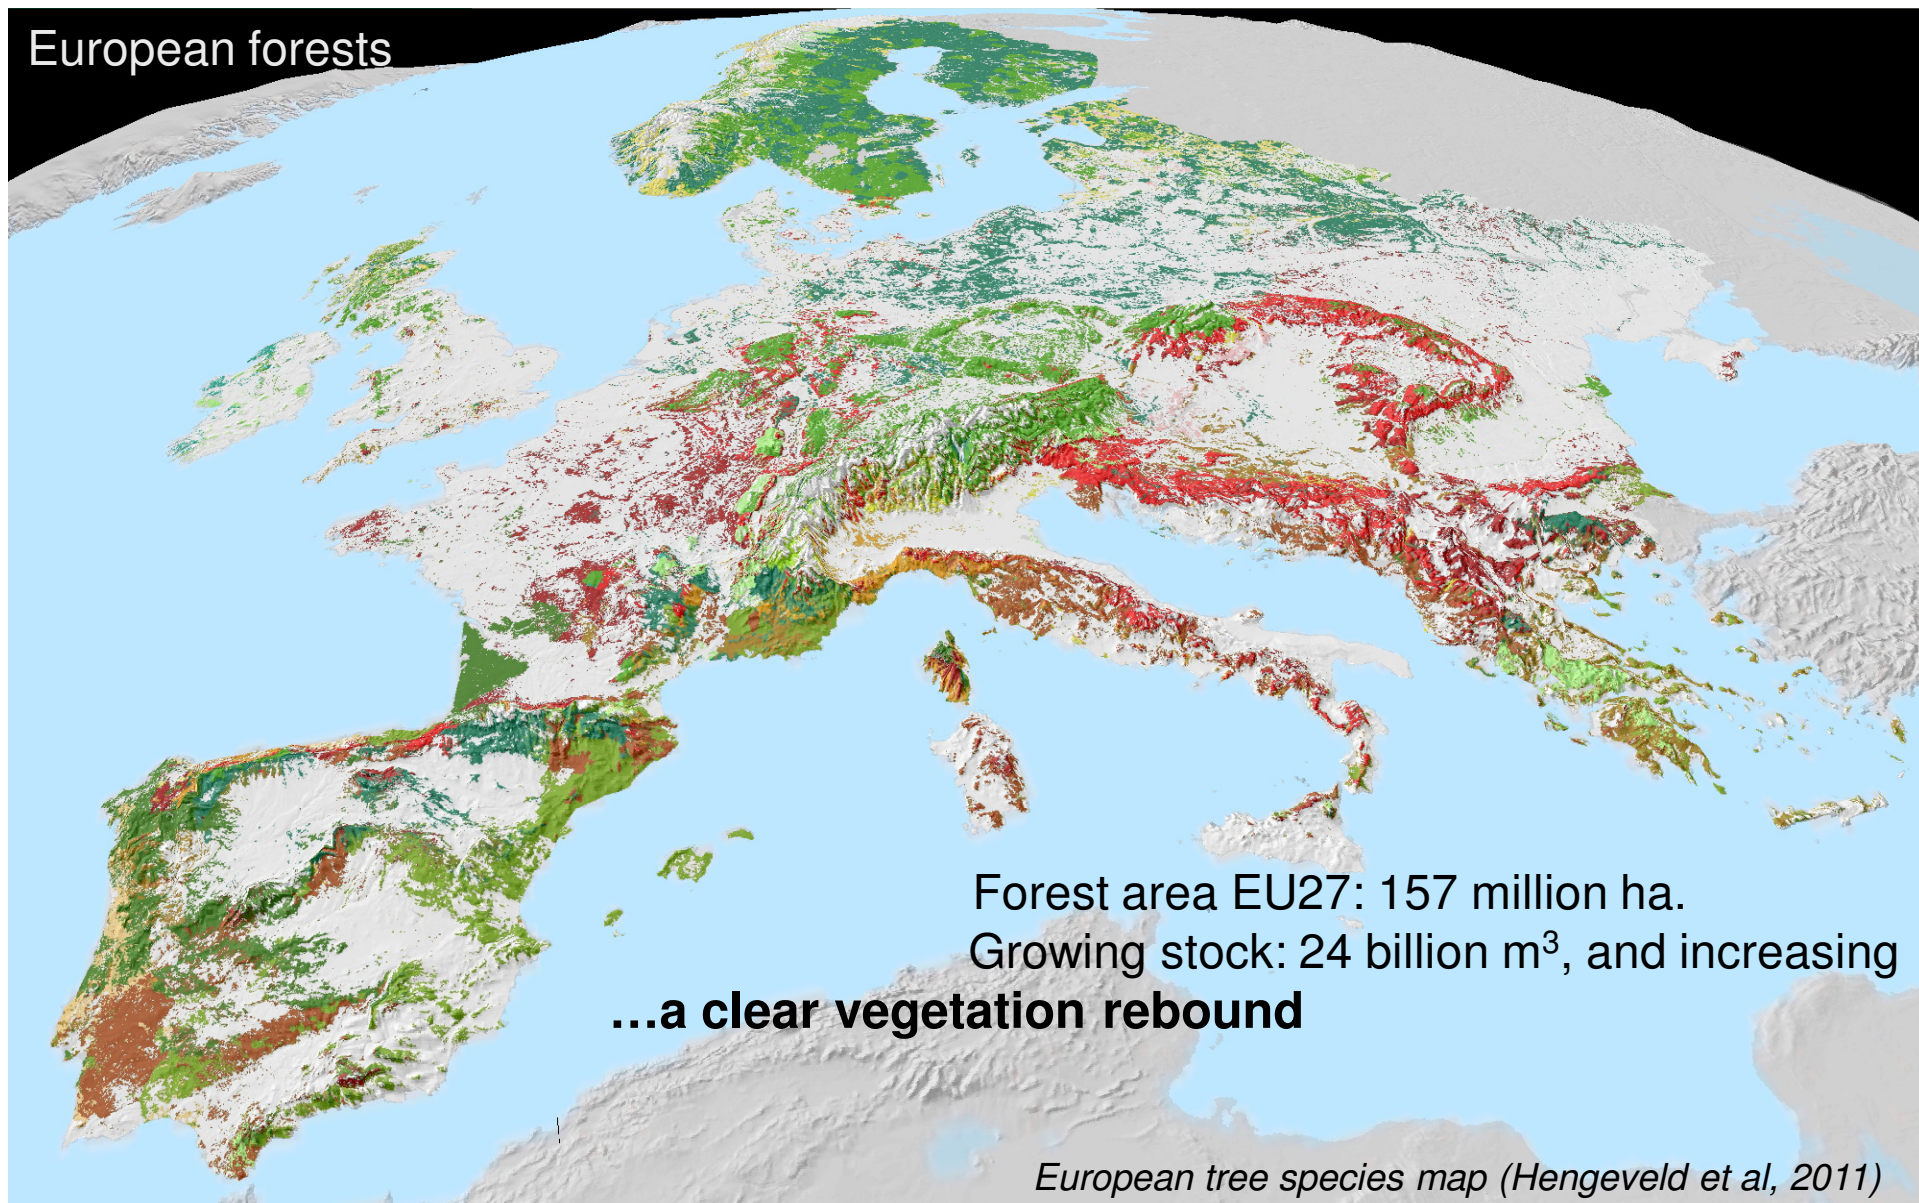 European forests
Forest area EU27: 157 million ha.
Growing stock: 24 billion m³, and increasing
…a clear vegetation rebound
European tree species map (Hengeveld et al, 2011)